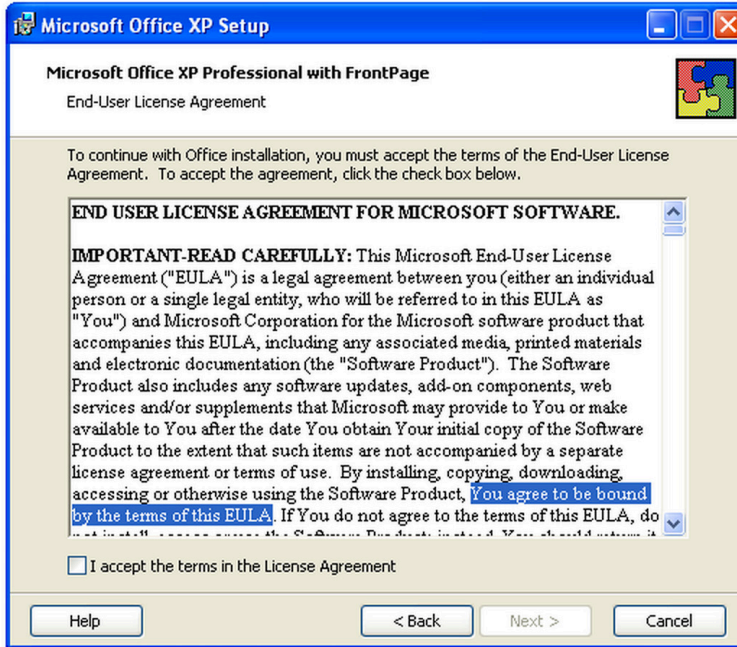 Microsoft Office XP Setup
Microsoft Office XP Professional with FrontPage
End-User License Agreement
To continue with Office installation, you must accept the terms of the End-User License
Agreement. To accept the agreement, click the check box below.
END USER LICENSE AGREEMENT FOR MICROSOFT SOFTWARE.
IMPORTANT-READ CAREFULLY: This Microsoft End-User License
Agreement ("EULA") is a legal agreement between you (either an individual
person or a single legal entity, who will be referred to in this EULA as
"You") and Microsoft Corporation for the Microsoft software product that
accompanies this EULA, including any associated media, printed materials
and electronic documentation (the "Software Product"). The Software
Product also includes any software updates, add-on components, web
services and/or supplements that Microsoft may provide to You or make
available to You after the date You obtain Your initial copy of the Software
Product to the extent that such items are not accompanied by a separate
license agreement or terms of use. By installing, copying, downloading,
accessing or otherwise using the Software Product, You agree to be bound
by the terms of this EULA. If You do not agree to the terms of this EULA, do
I accept the terms in the License Agreement
Help
< Back
Next >
Cancel